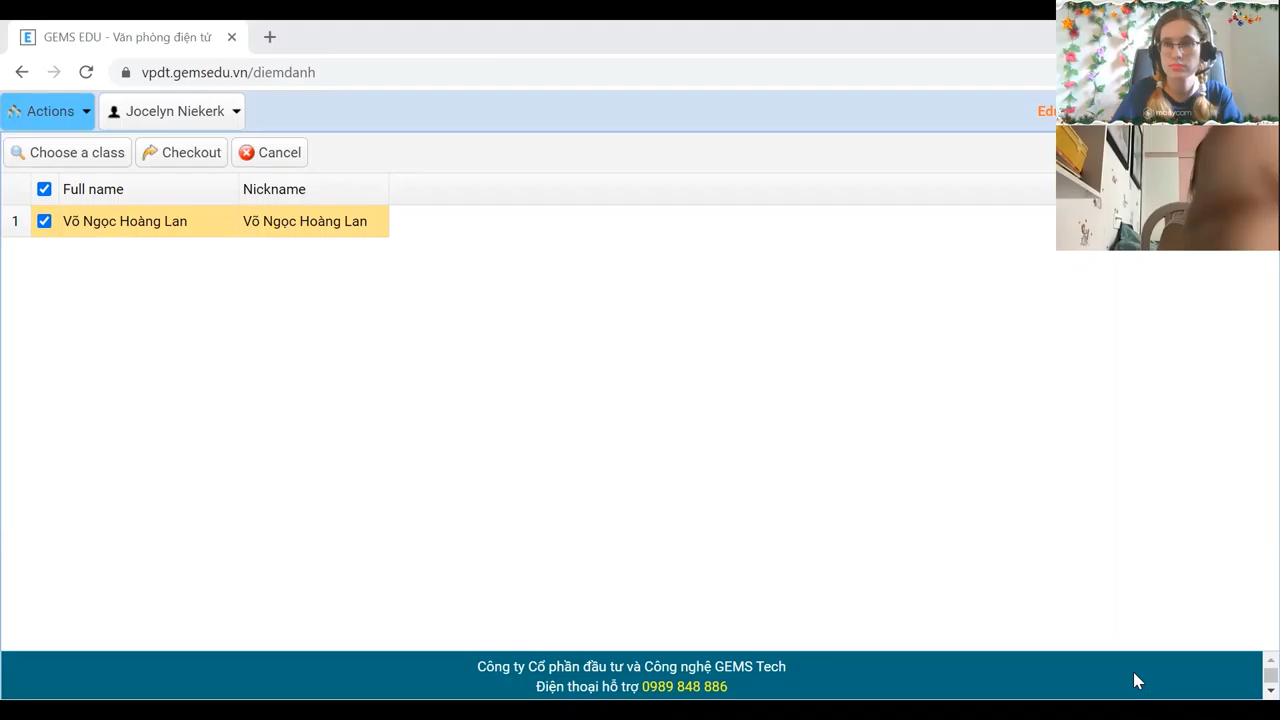 GEMS EDU - Văn phòng điện tử
vpdt.gemsedu.vn/diemdanh
Actions
Jocelyn Niekerk
Choose a class
Checkout
Cancel
Full name
Nickname
1 Võ Ngọc Hoàng Lan Võ Ngọc Hoàng Lan
Công ty Cổ phần đầu tư và Công nghệ GEMS Tech
Điện thoại hỗ trợ 0989 848 886
manycam